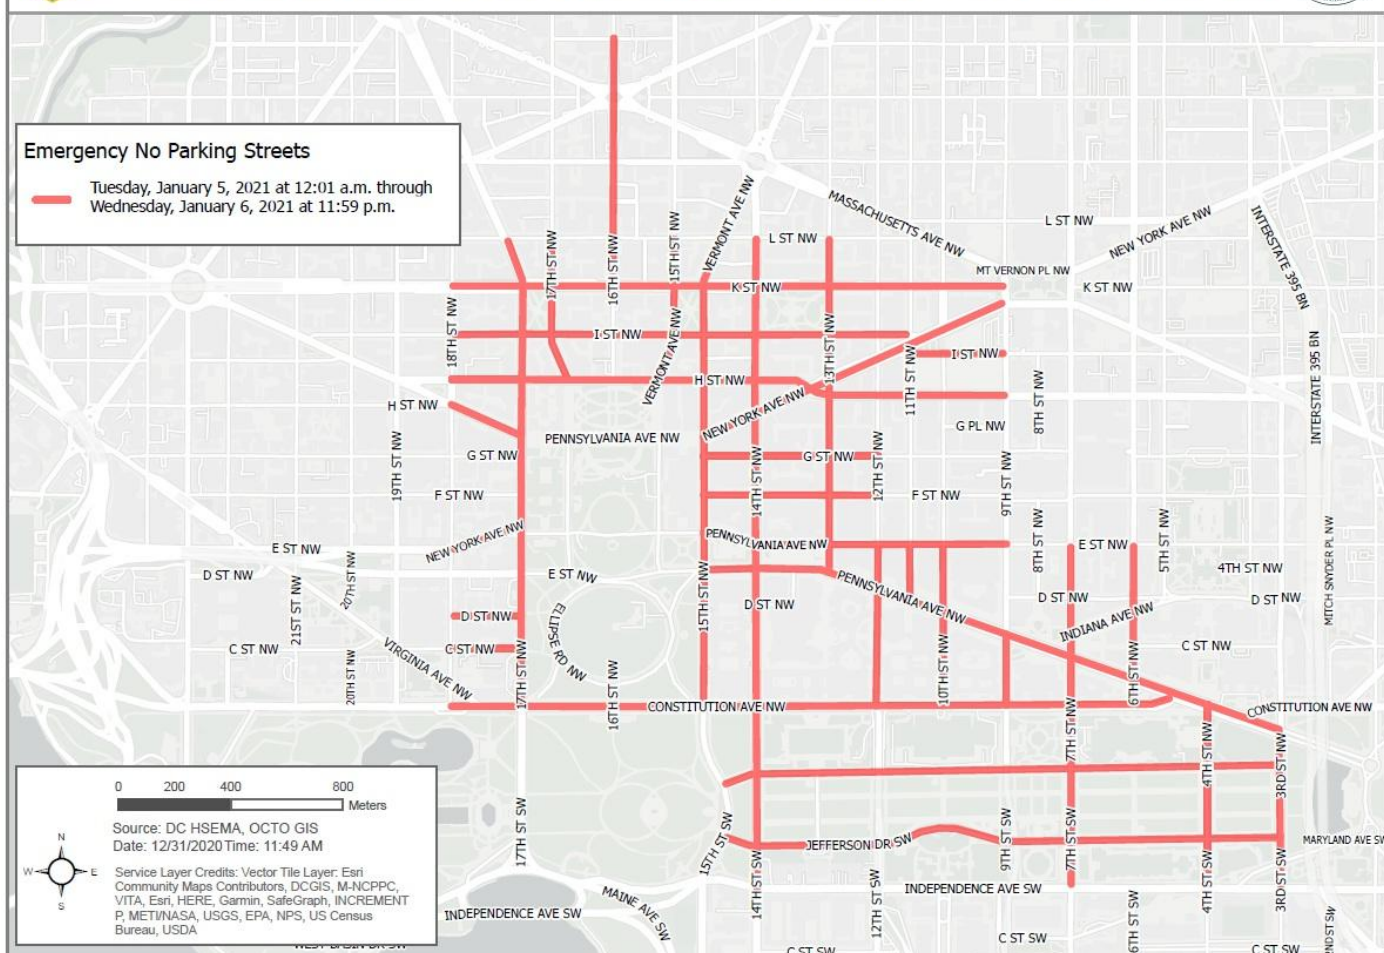 Emergency No Parking Streets
Tuesday, January 5, 2021 at 12:01 a.m. through
Wednesday, January 6, 2021 at 11:59 p.m.
MASSACHUSETTS AVE NW
L ST NW
NEW YORK AVE NW
INTERSTATE 395 BN
VERMONT AVE NW
L ST NW
17TH ST NW
16TH ST NW
15TH ST NW
MT VERNON PL NW
K ST NW
K ST NW
18TH ST NW
I ST NW
VERMONT AVE NW
13TH ST NW
11TH ST NW
I ST NW
INTERSTATE 395 BN
H ST NW
H ST NW
NEW YORK AVE NW
8TH ST NW
G PL NW
PENNSYLVANIA AVE NW
19TH ST NW
G ST NW
G ST NW
14TH ST NW
12TH ST NW
9TH ST NW
F ST NW
F ST NW
NEW YORK AVE NW
PENNSYLVANIA AVE NW
8TH ST NW
E ST NW
5TH ST NW
MITCH SNYDER PL NW
E ST NW
D ST NW
20TH ST NW
21ST ST NW
E ST NW
4TH ST NW
PENNSYLVANIA AVE NW
15TH ST NW
D ST NW
D ST NW
D ST NW
D ST NW
ELLIPSE RD NW
INDIANA AVE NW
C ST NW
VIRGINIA AVE NW
20TH ST NW
C ST NW
17TH ST NW
16TH ST NW
10TH ST NW
6TH ST NW
C ST NW
CONSTITUTION AVE NW
CONSTITUTION AVE NW
7TH ST NW
4TH ST NW
3RD ST NW
0 200 400 800
Meters
Source: DC HSEMA, OCTO GIS
Date: 12/31/2020 Time: 11:49 AM
N
W E
S
Service Layer Credits: Vector Tile Layer: Esri
Community Maps Contributors, DCGIS, M-NCPPC,
VITA, Esri, HERE, Garmin, SafeGraph, INCREMENT
P, METI/NASA, USGS, EPA, NPS, US Census
Bureau, USDA
17TH ST SW
15TH ST SW
JEFFERSON DR SW
9TH ST SW
7TH ST SW
MARYLAND AVE SW
14TH ST SW
12TH ST SW
INDEPENDENCE AVE SW
4TH ST SW
3RD ST SW
INDEPENDENCE AVE SW
MAINE AVE SW
6TH ST SW
2ND ST SW
C ST SW
C ST SW
C ST SW
WEST BASIN DR SW